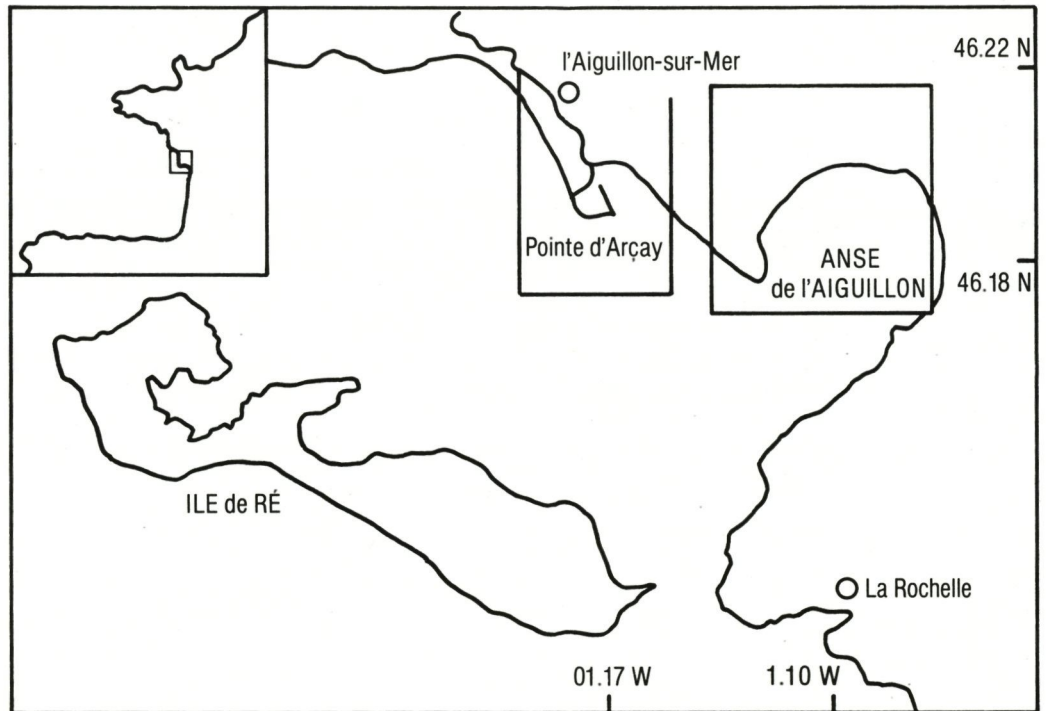 46.22 N
l'Aiguillon-sur-Mer
Pointe d'Arçay
ANSE
de l'AIGUILLON
46.18 N
ILE de RÉ
La Rochelle
01.17 W
1.10 W